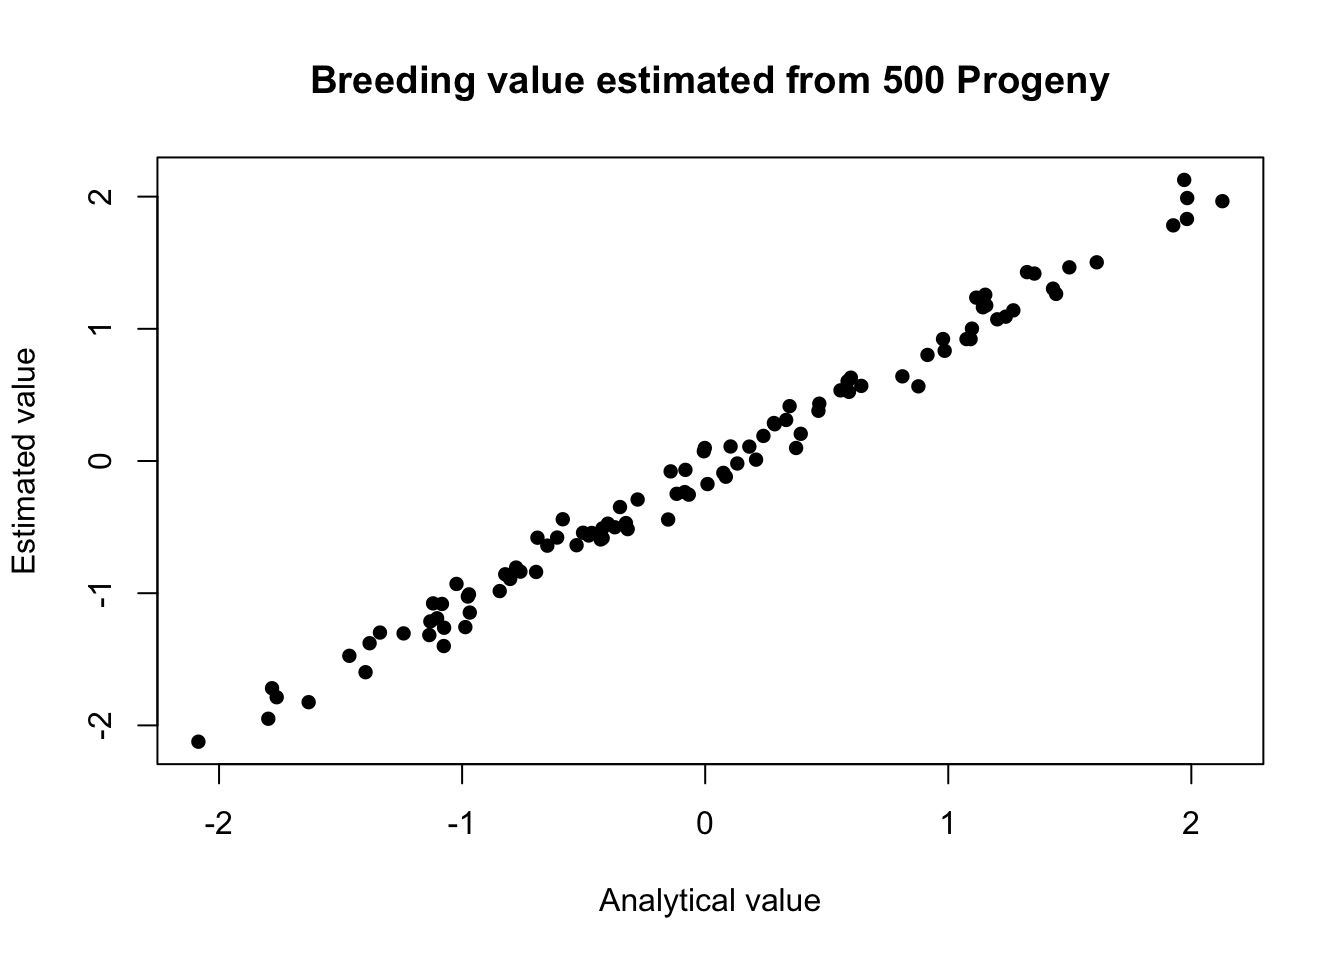 Breeding value estimated from 500 Progeny
Estimated value
2
1
0
-1
-2
-2 -1 0 1 2
Analytical value